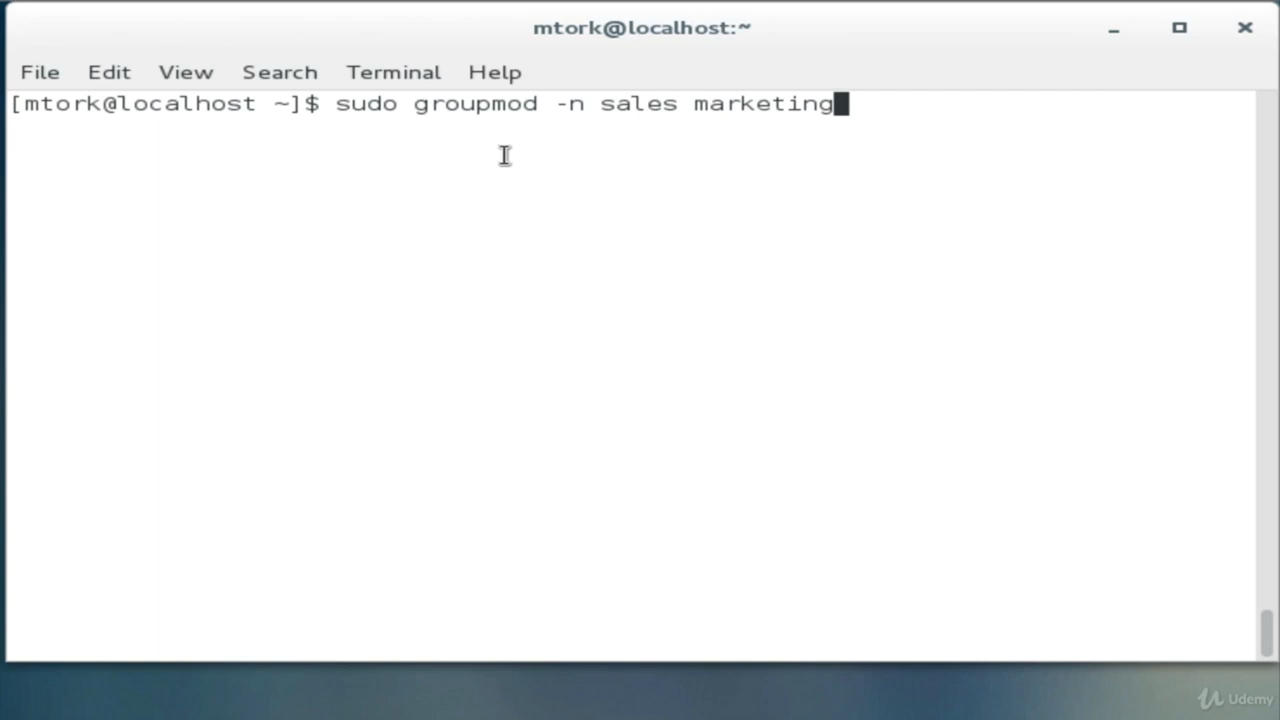 mtork@localhost:~
File Edit View Search Terminal Help
[mtork@localhost ~]$ sudo groupmod -n sales marketing
Udemy